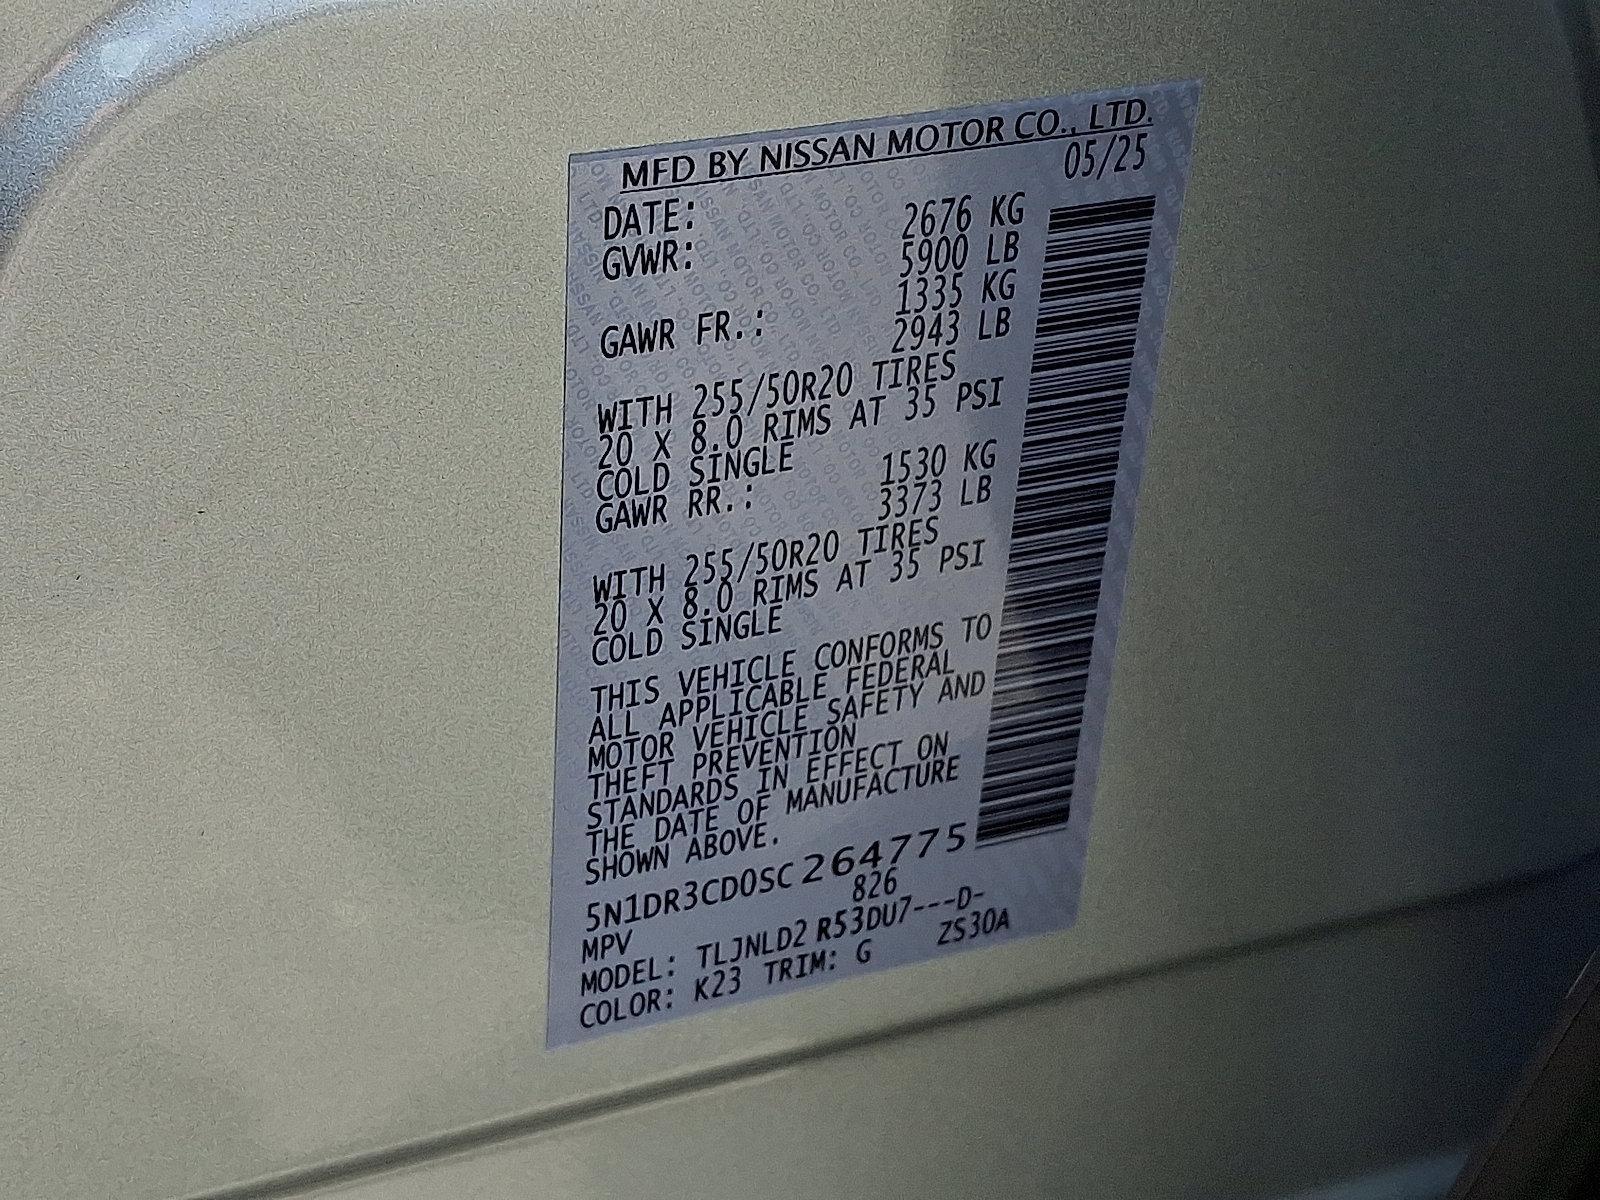 MFD BY NISSAN MOTOR CO., LTD.
DATE: 05/25
GVWR: 2676 KG
5900 LB
GAWR FR.: 1335 KG
2943 LB
WITH 255/50R20 TIRES
20 X 8.0 RIMS AT 35 PSI
COLD SINGLE
GAWR RR.: 1530 KG
3373 LB
WITH 255/50R20 TIRES
20 X 8.0 RIMS AT 35 PSI
COLD SINGLE
THIS VEHICLE CONFORMS TO
ALL APPLICABLE FEDERAL
MOTOR VEHICLE SAFETY AND
THEFT PREVENTION
STANDARDS IN EFFECT ON
THE DATE OF MANUFACTURE
SHOWN ABOVE.
5N1DR3CD0SC264775
MPV 826
MODEL: TLJNLD2 R53DU7---D-
COLOR: K23 TRIM: G ZS30A